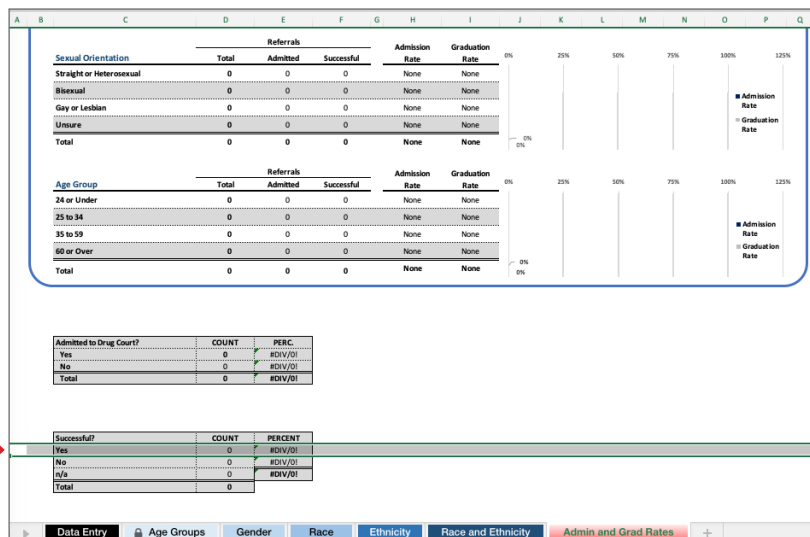 A B C D E F G H I J K L M N O P Q
Referrals
Admission Graduation
Sexual Orientation Total Admitted Successful Rate Rate 0% 25% 50% 75% 100% 125%
Straight or Heterosexual 0 0 0 None None
Bisexual 0 0 0 None None
Admission
Rate
Gay or Lesbian 0 0 0 None None
Graduation
Rate
Unsure 0 0 0 None None
Total 0 0 0 None None 0%
0%
Referrals
Admission Graduation
Age Group Total Admitted Successful Rate Rate 0% 25% 50% 75% 100% 125%
24 or Under 0 0 0 None None
25 to 34 0 0 0 None None
Admission
Rate
35 to 59 0 0 0 None None
Graduation
Rate
60 or Over 0 0 0 None None
Total 0 0 0 None None 0%
0%
Admitted to Drug Court? COUNT PERC.
Yes 0 #DIV/0!
No 0 #DIV/0!
Total 0 #DIV/0!
Successful? COUNT PERCENT
Yes 0 #DIV/0!
No 0 #DIV/0!
n/a 0 #DIV/0!
Total 0
Data Entry Age Groups Gender Race Ethnicity Race and Ethnicity Admin and Grad Rates +